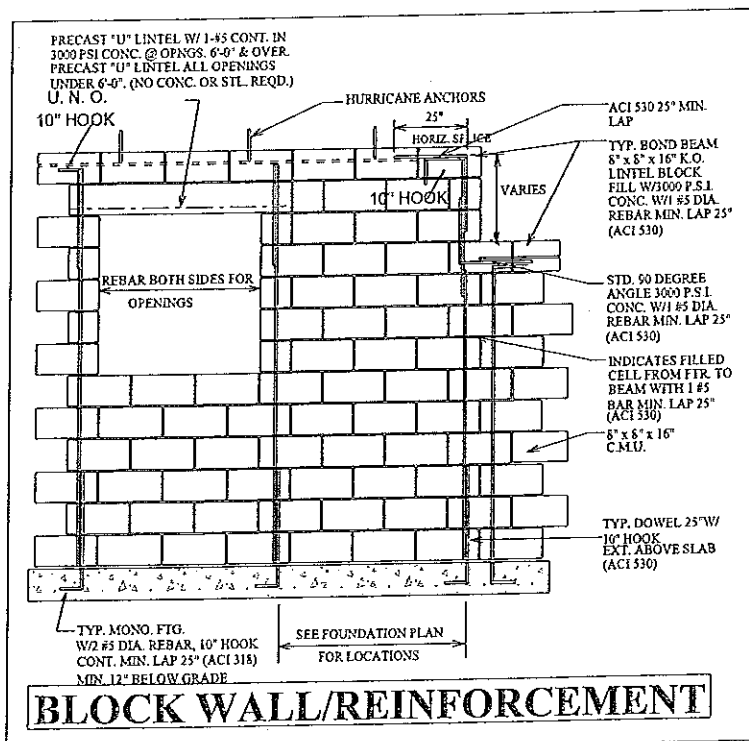 PRECAST "U" LINTEL W/ 1-#5 CONT. IN
3000 PSI CONC. @ OPNGS. 6'-0" & OVER.
PRECAST "U" LINTEL ALL OPENINGS
UNDER 6'-0". (NO CONC. OR STL. REQD.)
U. N. O.
10" HOOK
HURRICANE ANCHORS
25"
HORIZ. SPLICE
10" HOOK
ACI 530 25" MIN.
LAP
TYP. BOND BEAM
8" x 8" x 16" K.O.
LINTEL BLOCK
FILL W/3000 P.S.I.
CONC. W/1 #5 DIA.
REBAR MIN. LAP 25"
(ACI 530)
VARIES
REBAR BOTH SIDES FOR
OPENINGS
STD. 90 DEGREE
ANGLE 3000 P.S.I.
CONC. W/1 #5 DIA.
REBAR MIN. LAP 25"
(ACI 530)
INDICATES FILLED
CELL FROM FTR. TO
BEAM WITH 1 #5
BAR MIN. LAP 25"
(ACI 530)
8" x 8" x 16"
C.M.U.
TYP. DOWEL 25"W/
10" HOOK
EXT. ABOVE SLAB
(ACI 530)
TYP. MONO. FTG.
W/2 #5 DIA. REBAR, 10" HOOK
CONT. MIN. LAP 25" (ACI 318)
MIN. 12" BELOW GRADE
SEE FOUNDATION PLAN
FOR LOCATIONS
BLOCK WALL/REINFORCEMENT